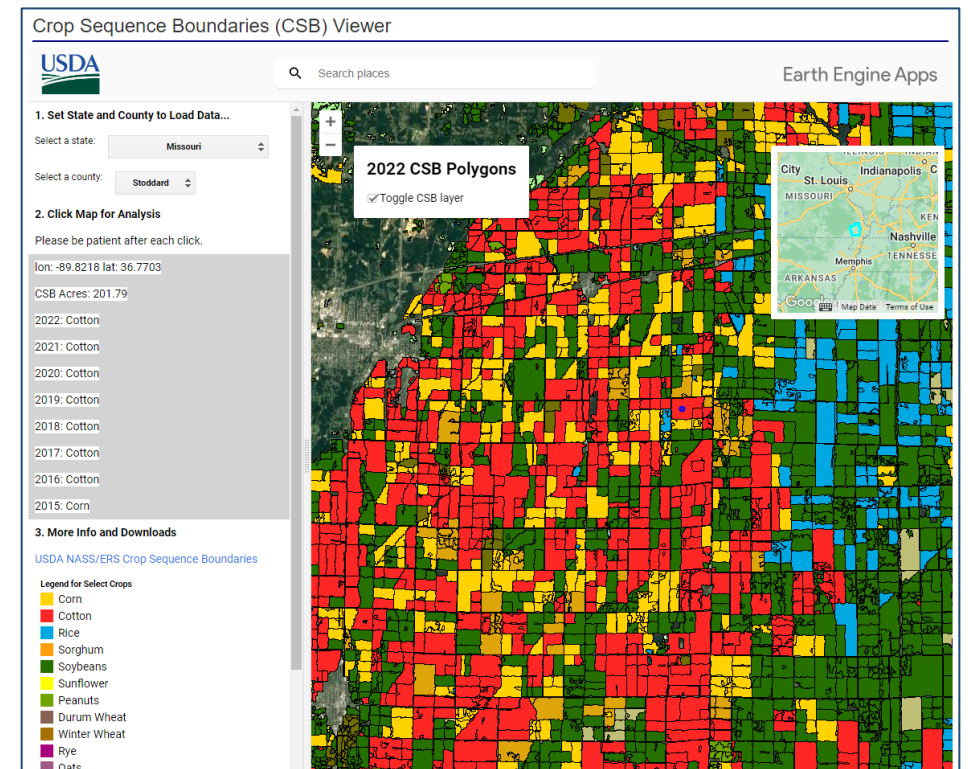 Crop Sequence Boundaries (CSB) Viewer
USDA
Search places
Earth Engine Apps
1. Set State and County to Load Data...
Select a state:
Missouri
Select a county:
Stoddard
2. Click Map for Analysis
Please be patient after each click.
lon: -89.8218 lat: 36.7703
CSB Acres: 201.79
2022: Cotton
2021: Cotton
2020: Cotton
2019: Cotton
2018: Cotton
2017: Cotton
2016: Cotton
2015: Corn
3. More Info and Downloads
USDA NASS/ERS Crop Sequence Boundaries
Legend for Select Crops
Corn
Cotton
Rice
Sorghum
Soybeans
Sunflower
Peanuts
Durum Wheat
Winter Wheat
Rye
Oats
+
−
2022 CSB Polygons
Toggle CSB layer
ILLINOIS INDIAN
City
Indianapolis C
St. Louis
MISSOURI
KEN
Nashville
TENNESSE
Memphis
ARKANSAS
Google
Map Data Terms of Use